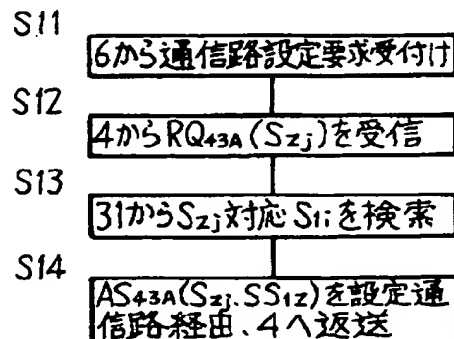 S11
6から通信路設定要求受付け
S12
4からRQ43A(Szj)を受信
S13
31からSzj対応S1iを検索
S14
AS43A(Szj.SS1Z)を設定通
信路経由、4へ返送